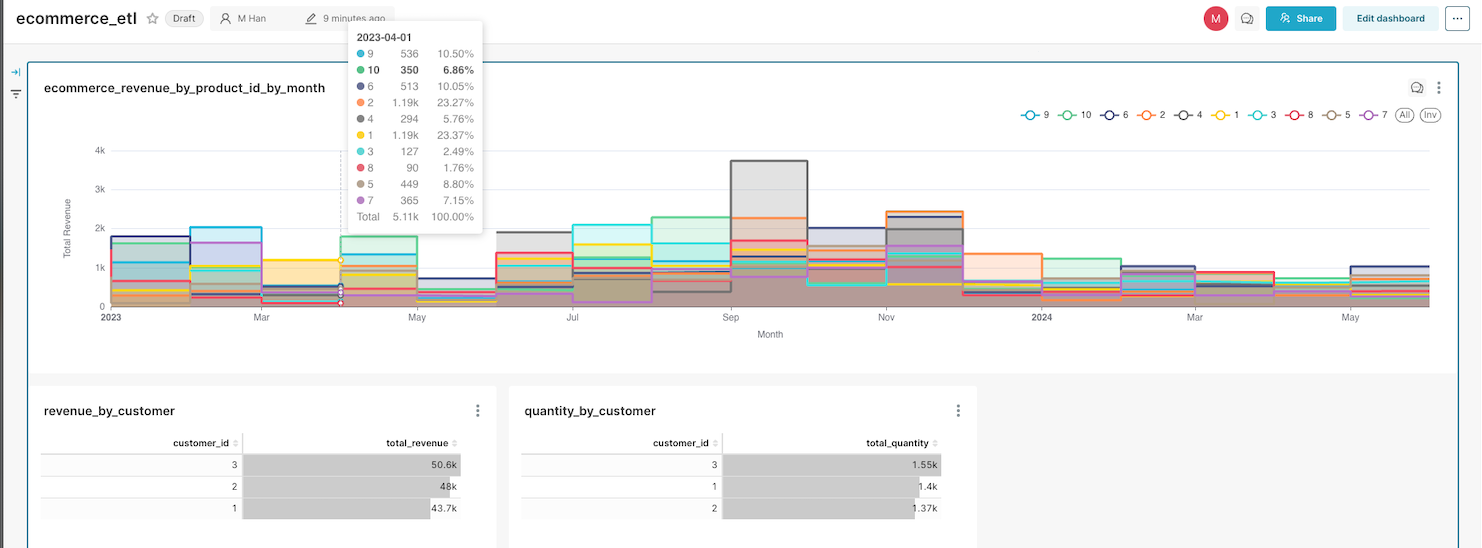 ecommerce_etl Draft M Han 9 minutes ago M Share Edit dashboard ...
2023-04-01
9 536 10.50%
10 350 6.86%
6 513 10.05%
2 1.19k 23.27%
4 294 5.76%
1 1.19k 23.37%
3 127 2.49%
8 90 1.76%
5 449 8.80%
7 365 7.15%
Total 5.11k 100.00%
ecommerce_revenue_by_product_id_by_month
9 10 6 2 4 1 3 8 5 7 All Inv
4k
3k
2k
1k
0
Total Revenue
2023 Mar May Jul Sep Nov 2024 Mar May
Month
revenue_by_customer
customer_id total_revenue
3 50.6k
2 48k
1 43.7k
quantity_by_customer
customer_id total_quantity
3 1.55k
1 1.4k
2 1.37k